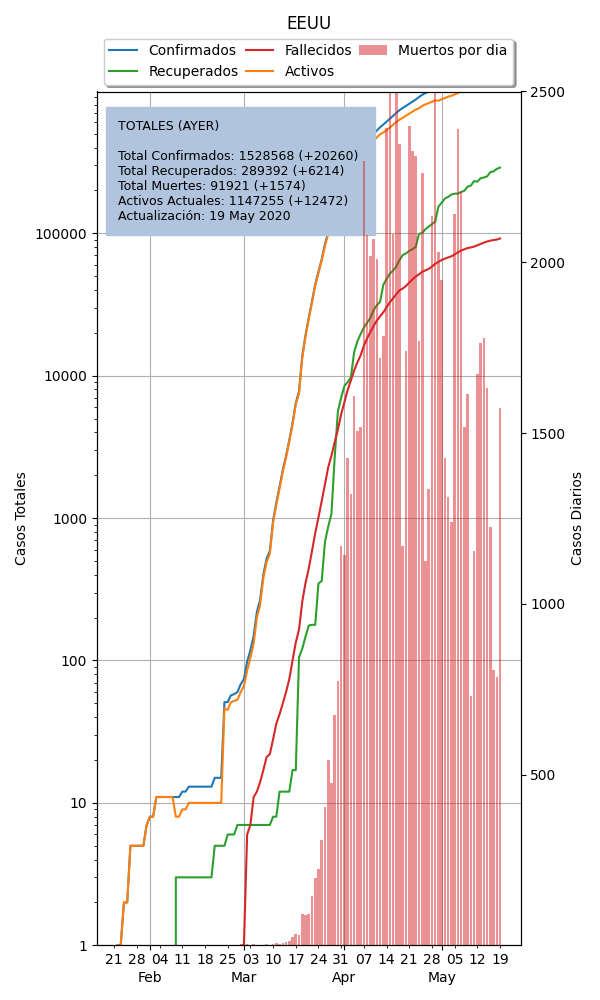 EEUU
Confirmados
Fallecidos
Muertos por dia
Recuperados
Activos
TOTALES (AYER)
Total Confirmados: 1528568 (+20260)
Total Recuperados: 289392 (+6214)
Total Muertes: 91921 (+1574)
Activos Actuales: 1147255 (+12472)
Actualización: 19 May 2020
Casos Totales
100000
10000
1000
100
10
1
2500
2000
1500
1000
500
Casos Diarios
21 28 04 11 18 25 03 10 17 24 31 07 14 21 28 05 12 19
Feb Mar Apr May